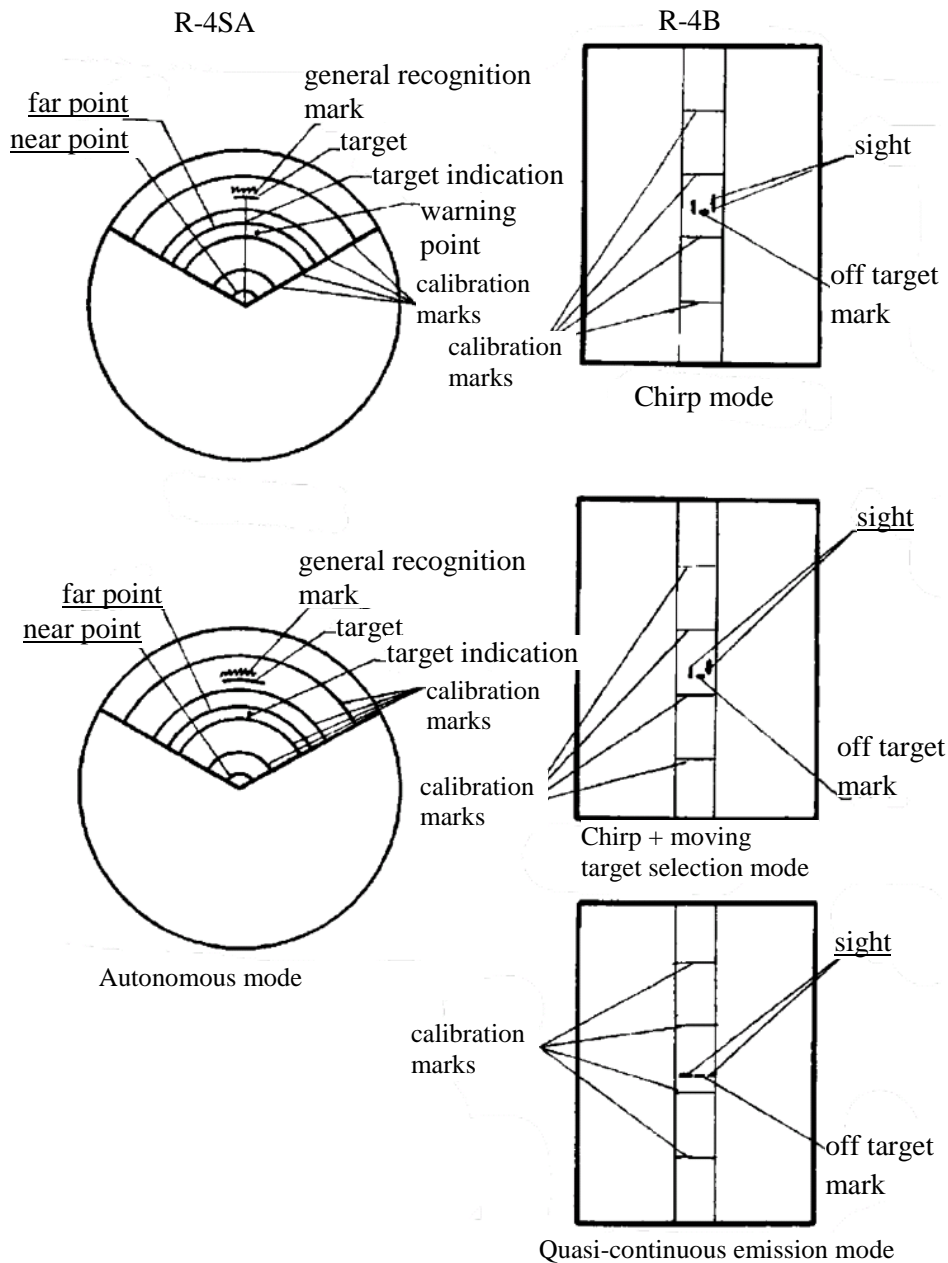 R-4SA
R-4B
general recognition
mark
far point
near point
target
target indication
warning
point
calibration
marks
sight
off target
mark
calibration
marks
Chirp mode
general recognition
mark
far point
near point
target
target indication
calibration
marks
calibration
marks
Autonomous mode
sight
off target
mark
Chirp + moving
target selection mode
sight
calibration
marks
off target
mark
Quasi-continuous emission mode